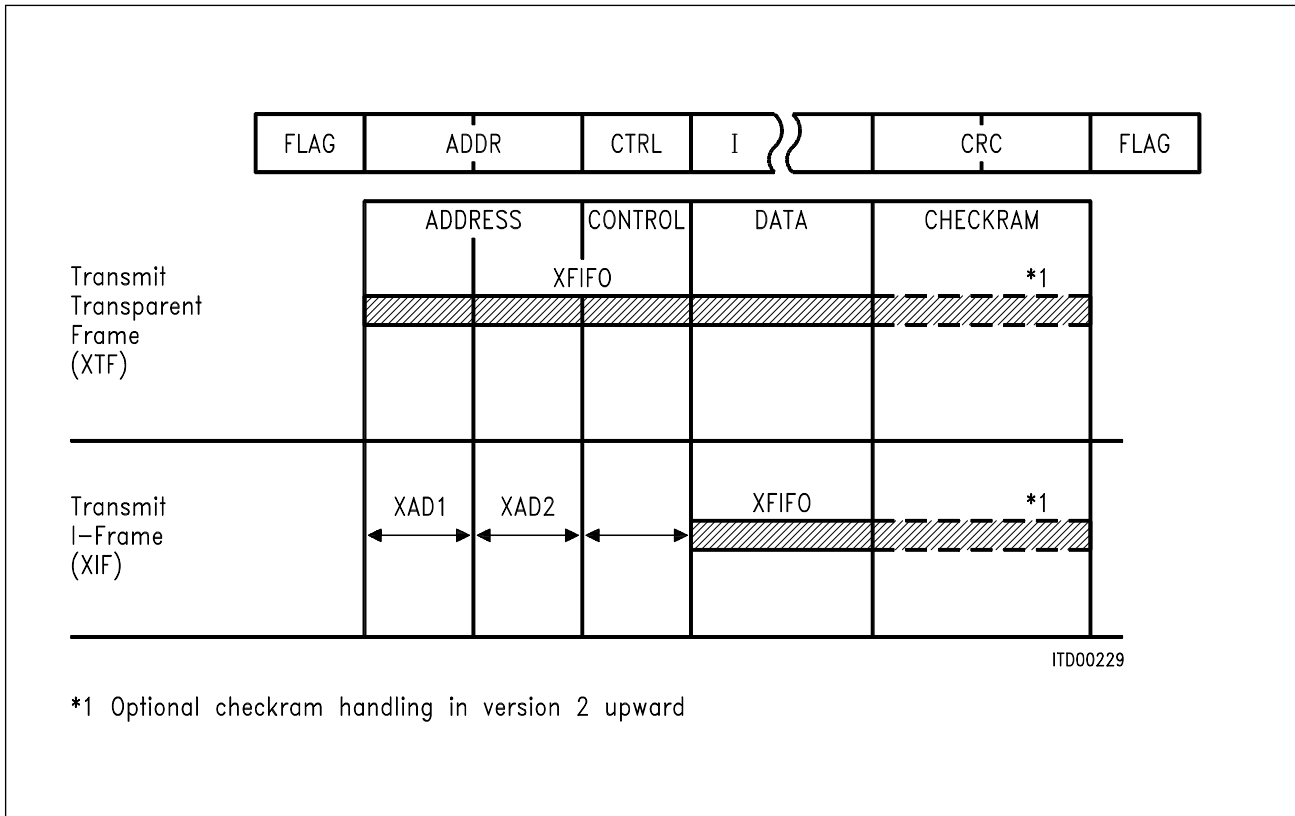 FLAG ADDR CTRL I CRC FLAG
ADDRESS CONTROL DATA CHECKRAM
Transmit
Transparent
Frame
(XTF)
XFIFO *1
Transmit
I-Frame
(XIF)
XAD1 XAD2 XFIFO *1
ITD00229
*1 Optional checkram handling in version 2 upward